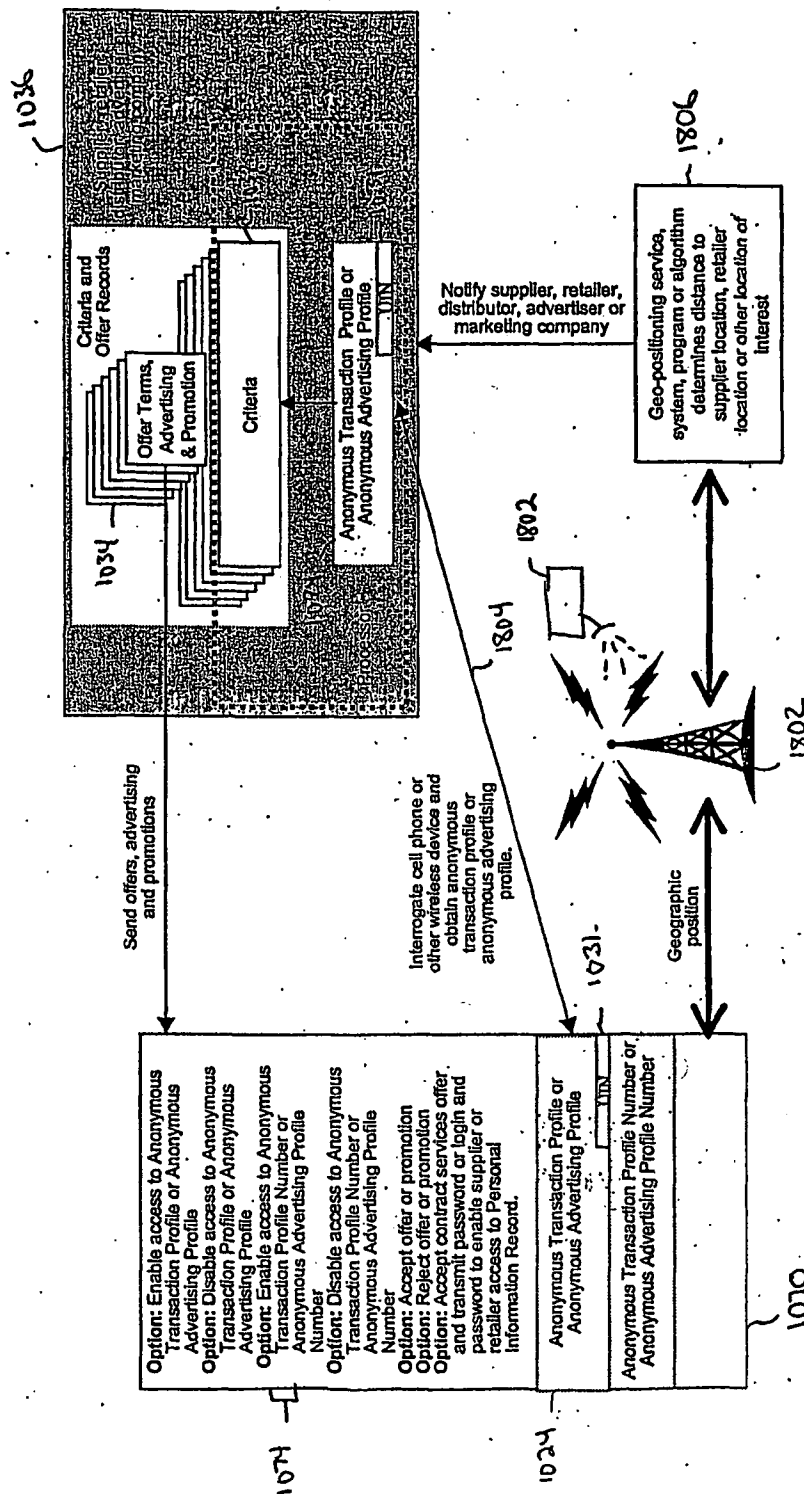 1036
Supplier, retailer,
distributor, advertiser or
marketing company
Criteria and
Offer Records
Offer Terms,
Advertising
& Promotion
1034
Criteria
Anonymous Transaction Profile or
Anonymous Advertising Profile
UIN
Send offers, advertising
and promotions
Notify supplier, retailer,
distributor, advertiser or
marketing company
1806
Geo-positioning service,
system, program or algorithm
determines distance to
supplier location, retailer
location or other location of
Interest
1804
Interrogate cell phone or
other wireless device and
obtain anonymous
transaction profile or
anonymous advertising
profile.
1802
1802
Geographic
position
1031
1074
Option: Enable access to Anonymous
Transaction Profile or Anonymous
Advertising Profile
Option: Disable access to Anonymous
Transaction Profile or Anonymous
Advertising Profile
Option: Enable access to Anonymous
Transaction Profile Number or
Anonymous Advertising Profile
Number
Option: Disable access to Anonymous
Transaction Profile Number or
Anonymous Advertising Profile
Number
Option: Accept offer or promotion
Option: Reject offer or promotion
Option: Accept contract services offer
and transmit password or login and
password to enable supplier or
retailer access to Personal
Information Record.
1024
Anonymous Transaction Profile or
Anonymous Advertising Profile
UIN
Anonymous Transaction Profile Number or
Anonymous Advertising Profile Number